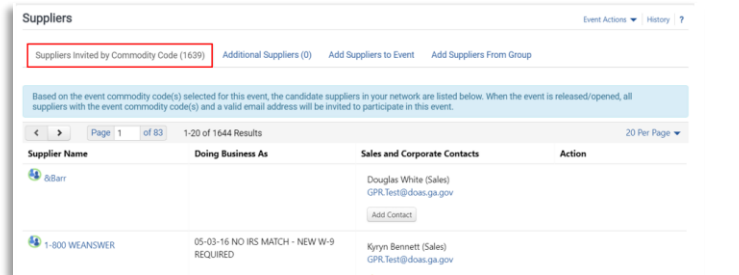 Suppliers
Event Actions History ?
Suppliers Invited by Commodity Code (1639) Additional Suppliers (0) Add Suppliers to Event Add Suppliers From Group
Based on the event commodity code(s) selected for this event, the candidate suppliers in your network are listed below. When the event is released/opened, all
suppliers with the event commodity code(s) and a valid email address will be invited to participate in this event.
< > Page 1 of 83 1-20 of 1644 Results 20 Per Page
Supplier Name Doing Business As Sales and Corporate Contacts Action
&Barr Douglas White (Sales)
GPR.Test@doas.ga.gov
Add Contact
1-800 WEANSWER 05-03-16 NO IRS MATCH - NEW W-9 Kyryn Bennett (Sales)
REQUIRED GPR.Test@doas.ga.gov